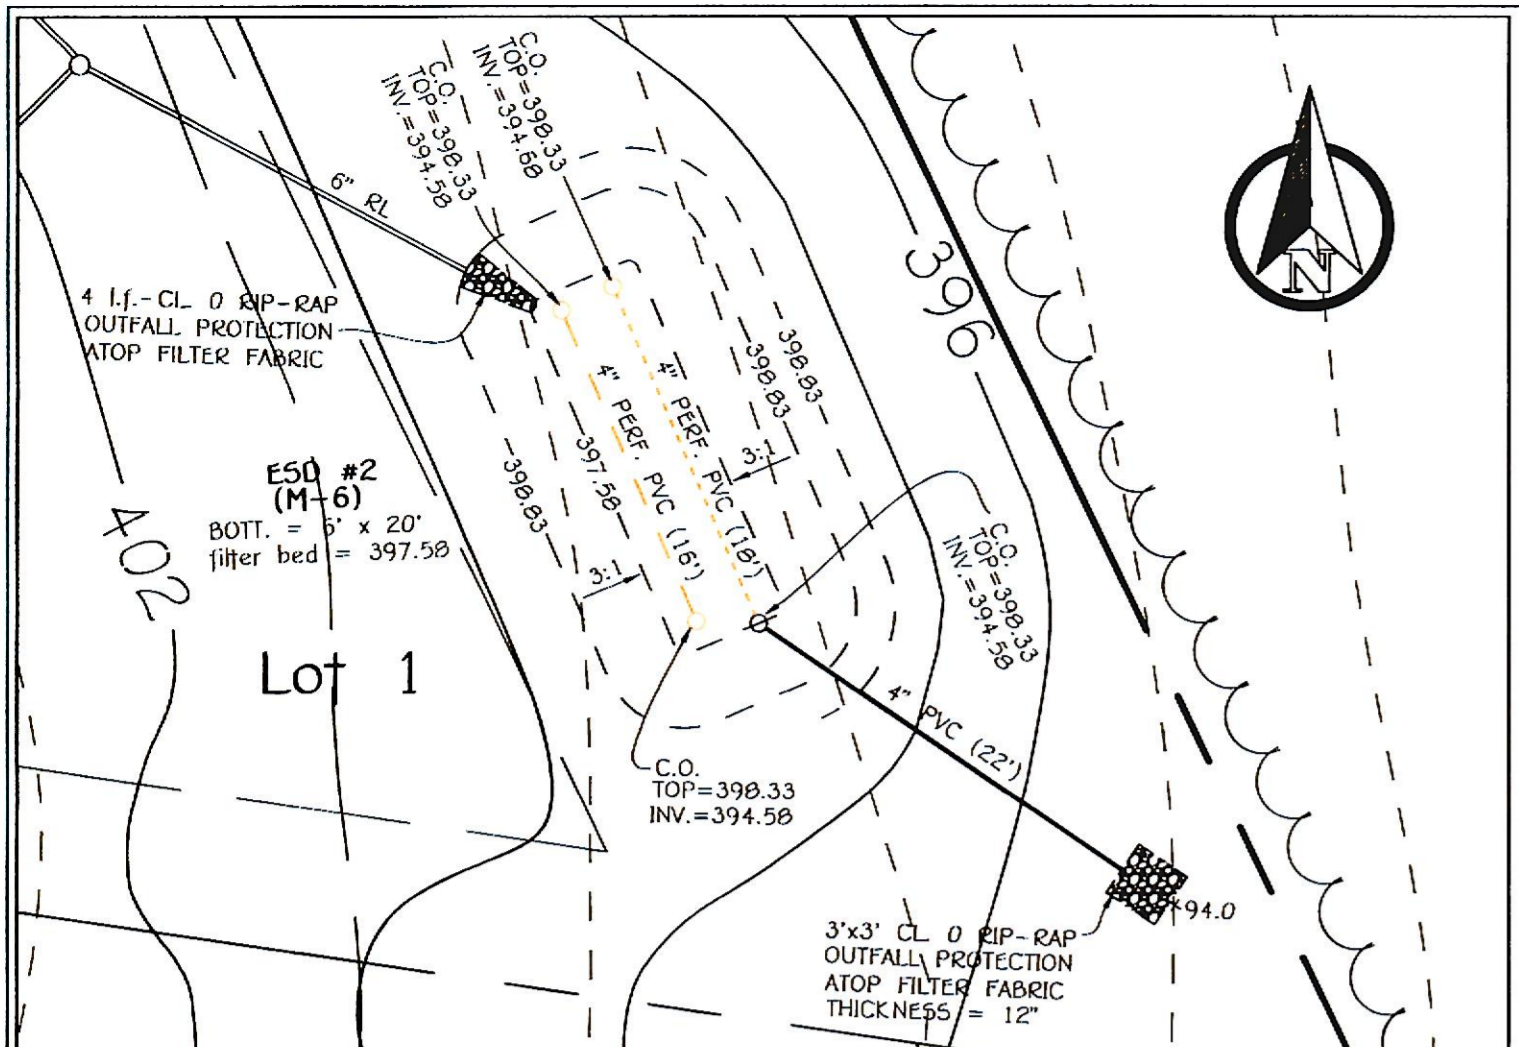 C.O.
TOP=398.33
INV.=394.58
C.O.
TOP=398.33
INV.=394.58
6" RL
396
N
4 l.f.-CL 0 RIP-RAP
OUTFALL PROTECTION
ATOP FILTER FABRIC
398.83
398.83
4" PERF. PVC (16')
4" PERF. PVC (18')
397.58
398.83
3:1
3:1
ESD #2
(M-6)
BOTT. = 6' x 20'
filter bed = 397.58
402
C.O.
TOP=398.33
INV.=394.58
Lot 1
4" PVC (22')
C.O.
TOP=398.33
INV.=394.58
94.0
3'x3' CL 0 RIP-RAP
OUTFALL PROTECTION
ATOP FILTER FABRIC
THICKNESS = 12"